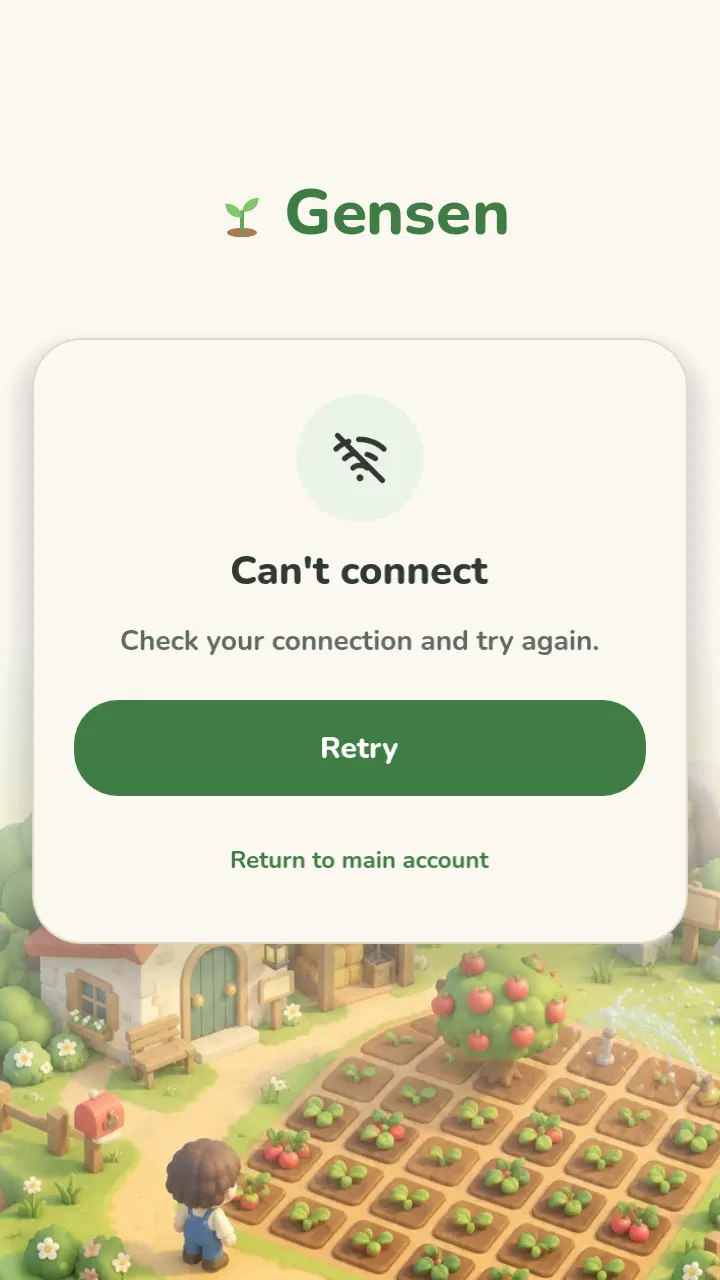 Gensen
Can't connect
Check your connection and try again.
Retry
Return to main account